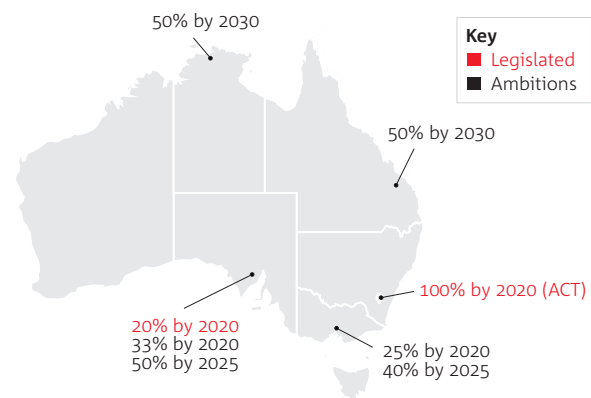 50% by 2030
Key
Legislated
Ambitions
50% by 2030
100% by 2020 (ACT)
20% by 2020
33% by 2020
50% by 2025
25% by 2020
40% by 2025